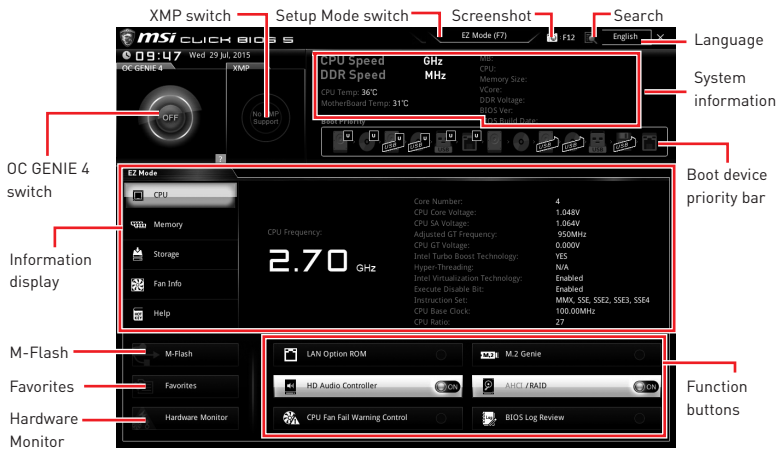 XMP switch
Setup Mode switch
Screenshot
Search
msi CLICK BIOS 5
EZ Mode (F7)
: F12
English
Language
09:47 Wed 29 Jul, 2015
OC GENIE 4
XMP
OFF
No XMP
Support
?
CPU Speed GHz
DDR Speed MHz
CPU Temp: 36°C
MotherBoard Temp: 31°C
MB:
CPU:
Memory Size:
VCore:
DDR Voltage:
BIOS Ver:
BIOS Build Date:
Boot Priority
U U U U U U
USB USB USB USB USB USB
System
information
OC GENIE 4
switch
Boot device
priority bar
EZ Mode
CPU
Memory
Storage
Fan Info
Help
CPU Frequency:
2.70 GHz
Core Number: 4
CPU Core Voltage: 1.048V
CPU SA Voltage: 1.064V
Adjusted GT Frequency: 950MHz
CPU GT Voltage: 0.000V
Intel Turbo Boost Technology: YES
Hyper-Threading: N/A
Intel Virtualization Technology: Enabled
Execute Disable Bit: Enabled
Instruction Set: MMX, SSE, SSE2, SSE3, SSE4
CPU Base Clock: 100.00MHz
CPU Ratio: 27
Information
display
M-Flash
Favorites
Hardware
Monitor
M-Flash
Favorites
Hardware Monitor
LAN Option ROM
M.2 M.2 Genie
HD Audio Controller ON
AHCI / RAID ON
CPU Fan Fail Warning Control
BIOS Log Review
Function
buttons